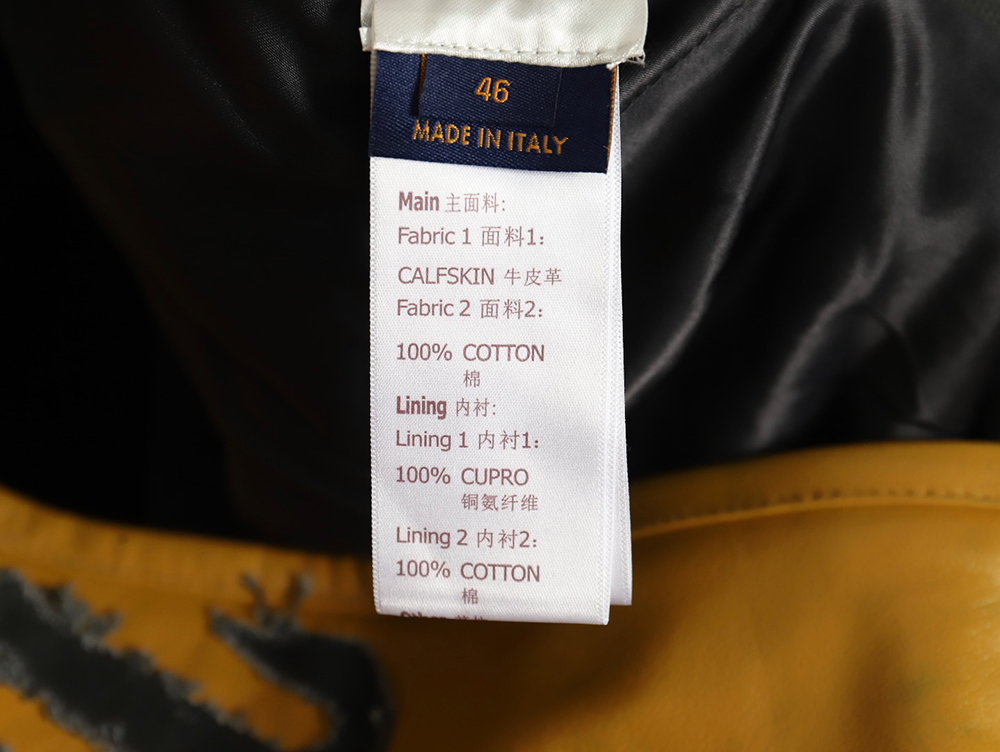 46
MADE IN ITALY
Main 主面料:
Fabric 1 面料1:
CALFSKIN 牛皮革
Fabric 2 面料2:
100% COTTON
棉
Lining 内衬:
Lining 1 内衬1:
100% CUPRO
铜氨纤维
Lining 2 内衬2:
100% COTTON
棉